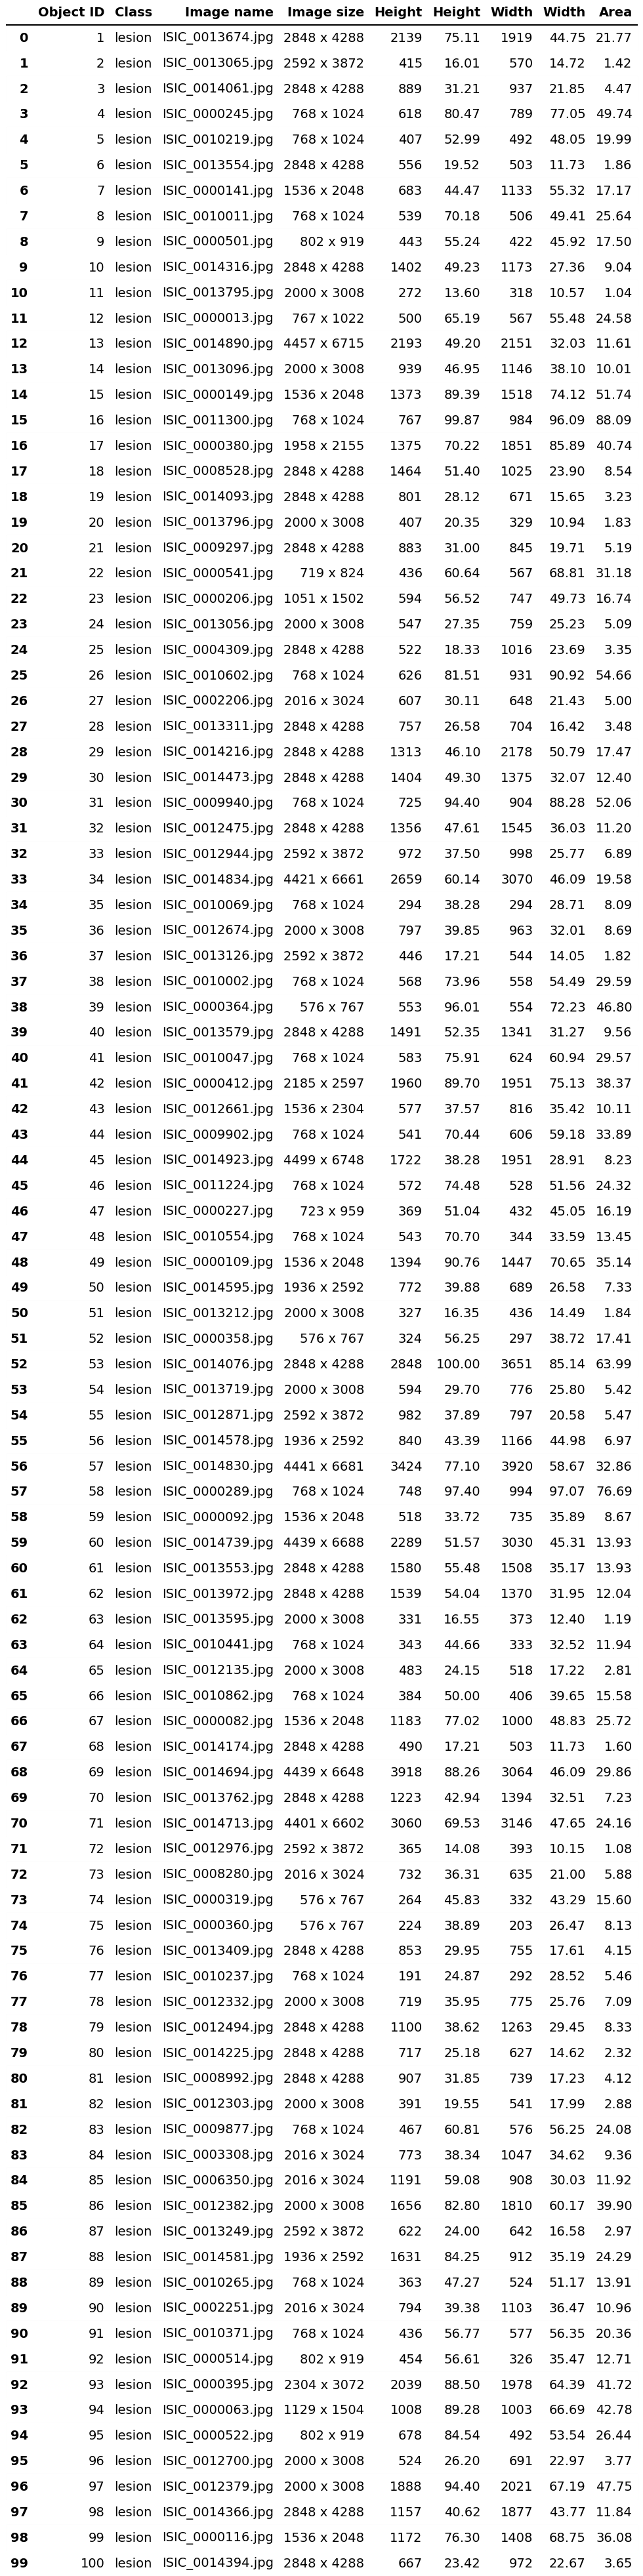 Object ID Class Image name Image size Height Height Width Width Area
0 1 lesion ISIC_0013674.jpg 2848 x 4288 2139 75.11 1919 44.75 21.77
1 2 lesion ISIC_0013065.jpg 2592 x 3872 415 16.01 570 14.72 1.42
2 3 lesion ISIC_0014061.jpg 2848 x 4288 889 31.21 937 21.85 4.47
3 4 lesion ISIC_0000245.jpg 768 x 1024 618 80.47 789 77.05 49.74
4 5 lesion ISIC_0010219.jpg 768 x 1024 407 52.99 492 48.05 19.99
5 6 lesion ISIC_0013554.jpg 2848 x 4288 556 19.52 503 11.73 1.86
6 7 lesion ISIC_0000141.jpg 1536 x 2048 683 44.47 1133 55.32 17.17
7 8 lesion ISIC_0010011.jpg 768 x 1024 539 70.18 506 49.41 25.64
8 9 lesion ISIC_0000501.jpg 802 x 919 443 55.24 422 45.92 17.50
9 10 lesion ISIC_0014316.jpg 2848 x 4288 1402 49.23 1173 27.36 9.04
10 11 lesion ISIC_0013795.jpg 2000 x 3008 272 13.60 318 10.57 1.04
11 12 lesion ISIC_0000013.jpg 767 x 1022 500 65.19 567 55.48 24.58
12 13 lesion ISIC_0014890.jpg 4457 x 6715 2193 49.20 2151 32.03 11.61
13 14 lesion ISIC_0013096.jpg 2000 x 3008 939 46.95 1146 38.10 10.01
14 15 lesion ISIC_0000149.jpg 1536 x 2048 1373 89.39 1518 74.12 51.74
15 16 lesion ISIC_0011300.jpg 768 x 1024 767 99.87 984 96.09 88.09
16 17 lesion ISIC_0000380.jpg 1958 x 2155 1375 70.22 1851 85.89 40.74
17 18 lesion ISIC_0008528.jpg 2848 x 4288 1464 51.40 1025 23.90 8.54
18 19 lesion ISIC_0014093.jpg 2848 x 4288 801 28.12 671 15.65 3.23
19 20 lesion ISIC_0013796.jpg 2000 x 3008 407 20.35 329 10.94 1.83
20 21 lesion ISIC_0009297.jpg 2848 x 4288 883 31.00 845 19.71 5.19
21 22 lesion ISIC_0000541.jpg 719 x 824 436 60.64 567 68.81 31.18
22 23 lesion ISIC_0000206.jpg 1051 x 1502 594 56.52 747 49.73 16.74
23 24 lesion ISIC_0013056.jpg 2000 x 3008 547 27.35 759 25.23 5.09
24 25 lesion ISIC_0004309.jpg 2848 x 4288 522 18.33 1016 23.69 3.35
25 26 lesion ISIC_0010602.jpg 768 x 1024 626 81.51 931 90.92 54.66
26 27 lesion ISIC_0002206.jpg 2016 x 3024 607 30.11 648 21.43 5.00
27 28 lesion ISIC_0013311.jpg 2848 x 4288 757 26.58 704 16.42 3.48
28 29 lesion ISIC_0014216.jpg 2848 x 4288 1313 46.10 2178 50.79 17.47
29 30 lesion ISIC_0014473.jpg 2848 x 4288 1404 49.30 1375 32.07 12.40
30 31 lesion ISIC_0009940.jpg 768 x 1024 725 94.40 904 88.28 52.06
31 32 lesion ISIC_0012475.jpg 2848 x 4288 1356 47.61 1545 36.03 11.20
32 33 lesion ISIC_0012944.jpg 2592 x 3872 972 37.50 998 25.77 6.89
33 34 lesion ISIC_0014834.jpg 4421 x 6661 2659 60.14 3070 46.09 19.58
34 35 lesion ISIC_0010069.jpg 768 x 1024 294 38.28 294 28.71 8.09
35 36 lesion ISIC_0012674.jpg 2000 x 3008 797 39.85 963 32.01 8.69
36 37 lesion ISIC_0013126.jpg 2592 x 3872 446 17.21 544 14.05 1.82
37 38 lesion ISIC_0010002.jpg 768 x 1024 568 73.96 558 54.49 29.59
38 39 lesion ISIC_0000364.jpg 576 x 767 553 96.01 554 72.23 46.80
39 40 lesion ISIC_0013579.jpg 2848 x 4288 1491 52.35 1341 31.27 9.56
40 41 lesion ISIC_0010047.jpg 768 x 1024 583 75.91 624 60.94 29.57
41 42 lesion ISIC_0000412.jpg 2185 x 2597 1960 89.70 1951 75.13 38.37
42 43 lesion ISIC_0012661.jpg 1536 x 2304 577 37.57 816 35.42 10.11
43 44 lesion ISIC_0009902.jpg 768 x 1024 541 70.44 606 59.18 33.89
44 45 lesion ISIC_0014923.jpg 4499 x 6748 1722 38.28 1951 28.91 8.23
45 46 lesion ISIC_0011224.jpg 768 x 1024 572 74.48 528 51.56 24.32
46 47 lesion ISIC_0000227.jpg 723 x 959 369 51.04 432 45.05 16.19
47 48 lesion ISIC_0010554.jpg 768 x 1024 543 70.70 344 33.59 13.45
48 49 lesion ISIC_0000109.jpg 1536 x 2048 1394 90.76 1447 70.65 35.14
49 50 lesion ISIC_0014595.jpg 1936 x 2592 772 39.88 689 26.58 7.33
50 51 lesion ISIC_0013212.jpg 2000 x 3008 327 16.35 436 14.49 1.84
51 52 lesion ISIC_0000358.jpg 576 x 767 324 56.25 297 38.72 17.41
52 53 lesion ISIC_0014076.jpg 2848 x 4288 2848 100.00 3651 85.14 63.99
53 54 lesion ISIC_0013719.jpg 2000 x 3008 594 29.70 776 25.80 5.42
54 55 lesion ISIC_0012871.jpg 2592 x 3872 982 37.89 797 20.58 5.47
55 56 lesion ISIC_0014578.jpg 1936 x 2592 840 43.39 1166 44.98 6.97
56 57 lesion ISIC_0014830.jpg 4441 x 6681 3424 77.10 3920 58.67 32.86
57 58 lesion ISIC_0000289.jpg 768 x 1024 748 97.40 994 97.07 76.69
58 59 lesion ISIC_0000092.jpg 1536 x 2048 518 33.72 735 35.89 8.67
59 60 lesion ISIC_0014739.jpg 4439 x 6688 2289 51.57 3030 45.31 13.93
60 61 lesion ISIC_0013553.jpg 2848 x 4288 1580 55.48 1508 35.17 13.93
61 62 lesion ISIC_0013972.jpg 2848 x 4288 1539 54.04 1370 31.95 12.04
62 63 lesion ISIC_0013595.jpg 2000 x 3008 331 16.55 373 12.40 1.19
63 64 lesion ISIC_0010441.jpg 768 x 1024 343 44.66 333 32.52 11.94
64 65 lesion ISIC_0012135.jpg 2000 x 3008 483 24.15 518 17.22 2.81
65 66 lesion ISIC_0010862.jpg 768 x 1024 384 50.00 406 39.65 15.58
66 67 lesion ISIC_0000082.jpg 1536 x 2048 1183 77.02 1000 48.83 25.72
67 68 lesion ISIC_0014174.jpg 2848 x 4288 490 17.21 503 11.73 1.60
68 69 lesion ISIC_0014694.jpg 4439 x 6648 3918 88.26 3064 46.09 29.86
69 70 lesion ISIC_0013762.jpg 2848 x 4288 1223 42.94 1394 32.51 7.23
70 71 lesion ISIC_0014713.jpg 4401 x 6602 3060 69.53 3146 47.65 24.16
71 72 lesion ISIC_0012976.jpg 2592 x 3872 365 14.08 393 10.15 1.08
72 73 lesion ISIC_0008280.jpg 2016 x 3024 732 36.31 635 21.00 5.88
73 74 lesion ISIC_0000319.jpg 576 x 767 264 45.83 332 43.29 15.60
74 75 lesion ISIC_0000360.jpg 576 x 767 224 38.89 203 26.47 8.13
75 76 lesion ISIC_0013409.jpg 2848 x 4288 853 29.95 755 17.61 4.15
76 77 lesion ISIC_0010237.jpg 768 x 1024 191 24.87 292 28.52 5.46
77 78 lesion ISIC_0012332.jpg 2000 x 3008 719 35.95 775 25.76 7.09
78 79 lesion ISIC_0012494.jpg 2848 x 4288 1100 38.62 1263 29.45 8.33
79 80 lesion ISIC_0014225.jpg 2848 x 4288 717 25.18 627 14.62 2.32
80 81 lesion ISIC_0008992.jpg 2848 x 4288 907 31.85 739 17.23 4.12
81 82 lesion ISIC_0012303.jpg 2000 x 3008 391 19.55 541 17.99 2.88
82 83 lesion ISIC_0009877.jpg 768 x 1024 467 60.81 576 56.25 24.08
83 84 lesion ISIC_0003308.jpg 2016 x 3024 773 38.34 1047 34.62 9.36
84 85 lesion ISIC_0006350.jpg 2016 x 3024 1191 59.08 908 30.03 11.92
85 86 lesion ISIC_0012382.jpg 2000 x 3008 1656 82.80 1810 60.17 39.90
86 87 lesion ISIC_0013249.jpg 2592 x 3872 622 24.00 642 16.58 2.97
87 88 lesion ISIC_0014581.jpg 1936 x 2592 1631 84.25 912 35.19 24.29
88 89 lesion ISIC_0010265.jpg 768 x 1024 363 47.27 524 51.17 13.91
89 90 lesion ISIC_0002251.jpg 2016 x 3024 794 39.38 1103 36.47 10.96
90 91 lesion ISIC_0010371.jpg 768 x 1024 436 56.77 577 56.35 20.36
91 92 lesion ISIC_0000514.jpg 802 x 919 454 56.61 326 35.47 12.71
92 93 lesion ISIC_0000395.jpg 2304 x 3072 2039 88.50 1978 64.39 41.72
93 94 lesion ISIC_0000063.jpg 1129 x 1504 1008 89.28 1003 66.69 42.78
94 95 lesion ISIC_0000522.jpg 802 x 919 678 84.54 492 53.54 26.44
95 96 lesion ISIC_0012700.jpg 2000 x 3008 524 26.20 691 22.97 3.77
96 97 lesion ISIC_0012379.jpg 2000 x 3008 1888 94.40 2021 67.19 47.75
97 98 lesion ISIC_0014366.jpg 2848 x 4288 1157 40.62 1877 43.77 11.84
98 99 lesion ISIC_0000116.jpg 1536 x 2048 1172 76.30 1408 68.75 36.08
99 100 lesion ISIC_0014394.jpg 2848 x 4288 667 23.42 972 22.67 3.65